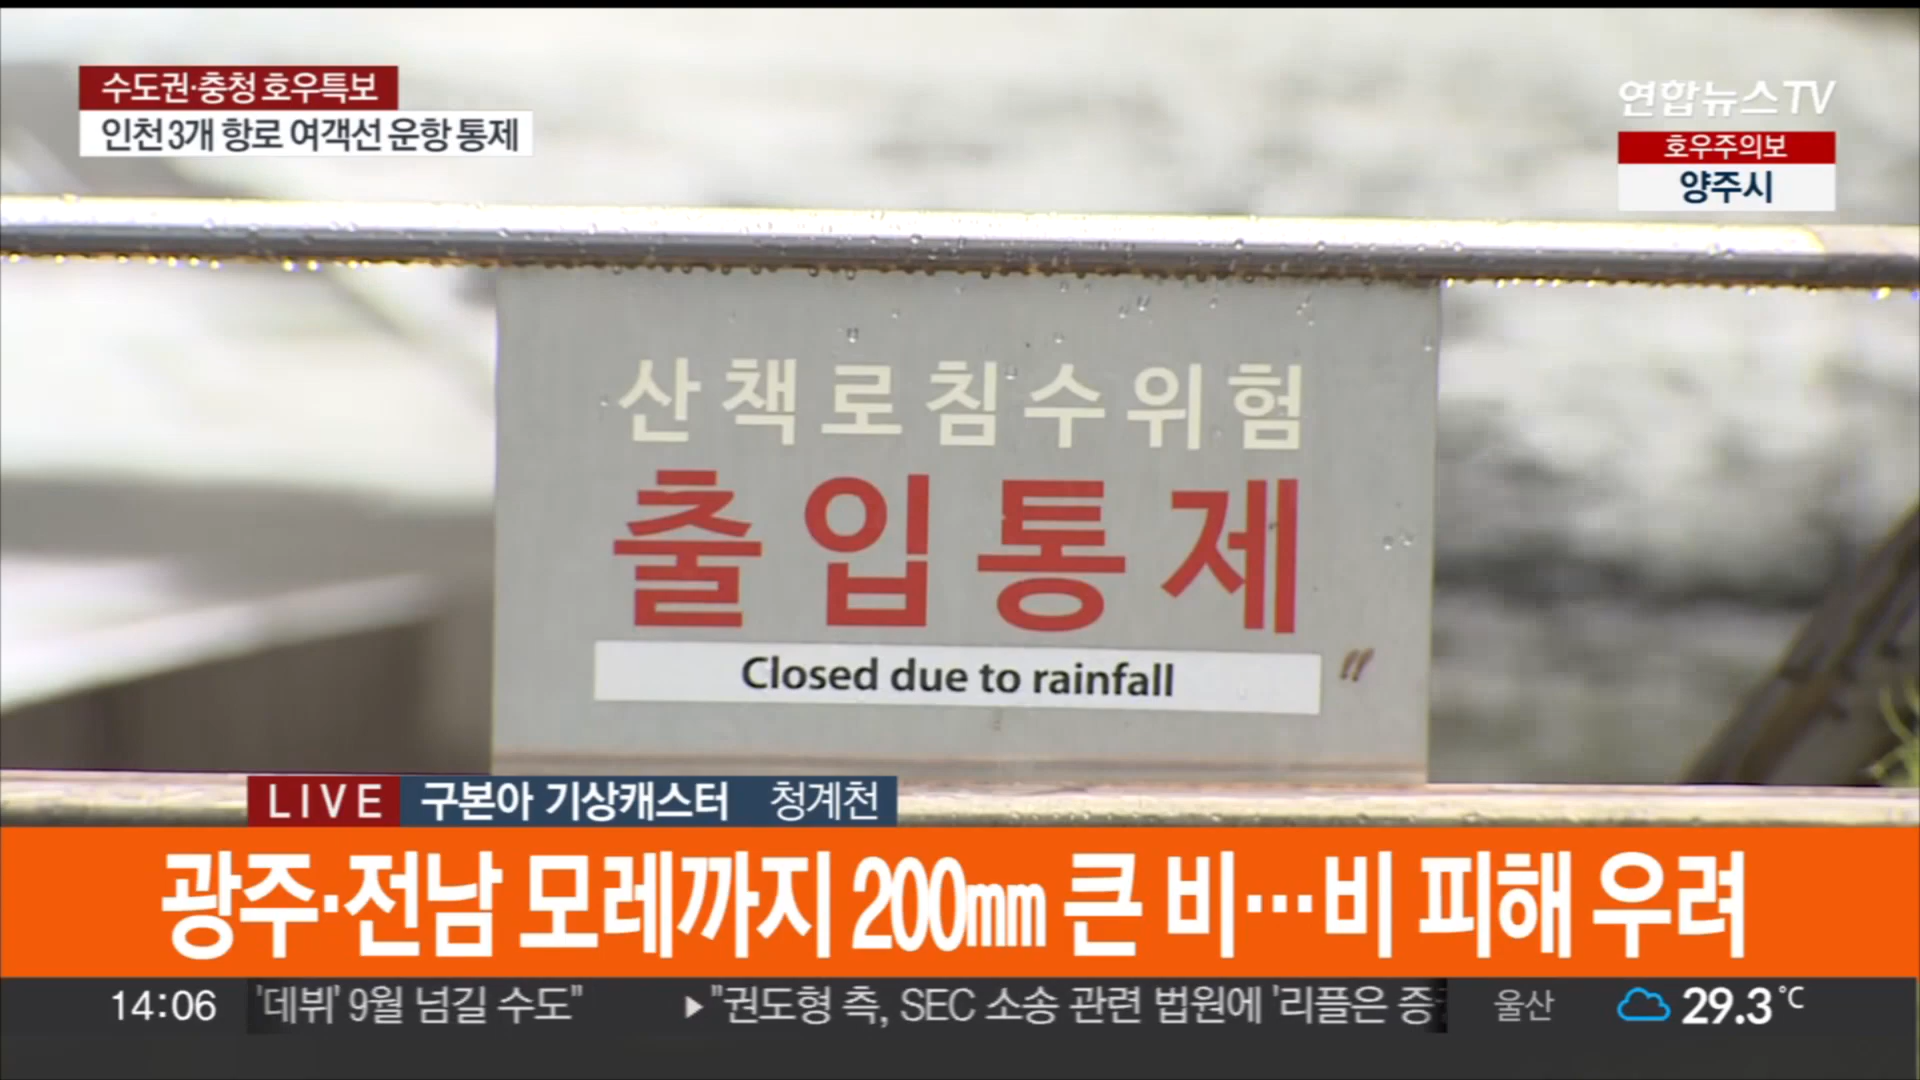 수도권·충청 호우특보
인천 3개 항로 여객선 운항 통제
연합뉴스TV
호우주의보
양주시
산책로침수위험
출입통제
Closed due to rainfall
LIVE 구본아 기상캐스터 청계천
광주·전남 모레까지 200mm 큰 비…비 피해 우려
14:06 '데뷔' 9월 넘길 수도" ▶"권도형 측, SEC 소송 관련 법원에 '리플은 증 울산 29.3℃